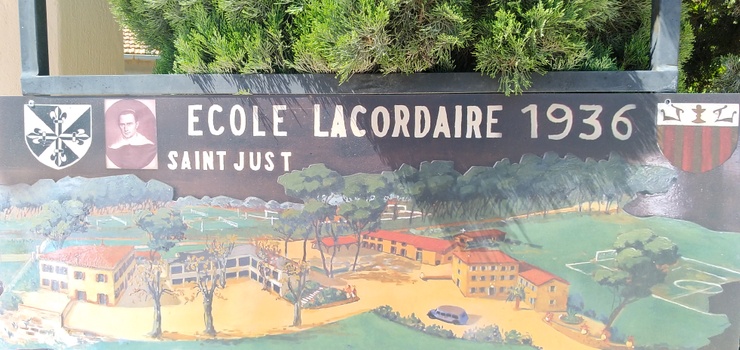 ECOLE LACORDAIRE 1936
SAINT JUST